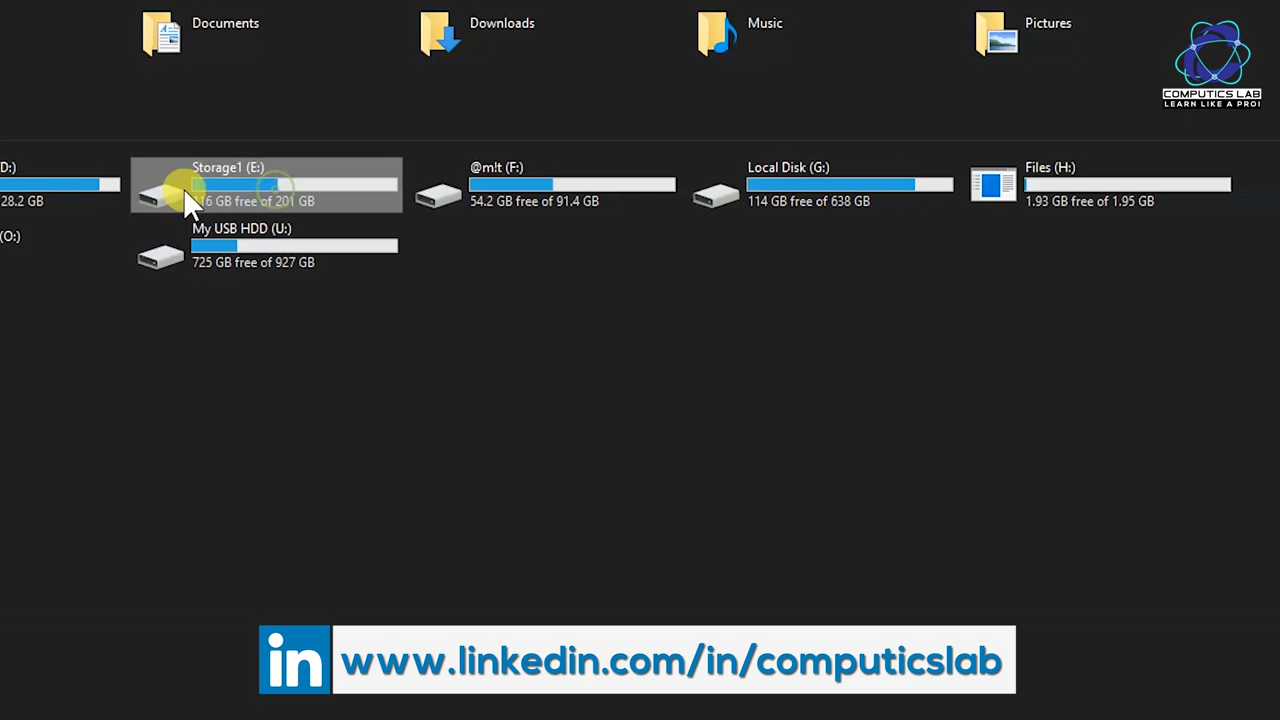 Documents
Downloads
Music
Pictures
COMPUTICS LAB
LEARN LIKE A PRO!
D:)
28.2 GB
Storage1 (E:)
GB free of 201 GB
@m!t (F:)
54.2 GB free of 91.4 GB
Local Disk (G:)
114 GB free of 638 GB
Files (H:)
1.93 GB free of 1.95 GB
(O:)
My USB HDD (U:)
725 GB free of 927 GB
in
www.linkedin.com/in/computicslab